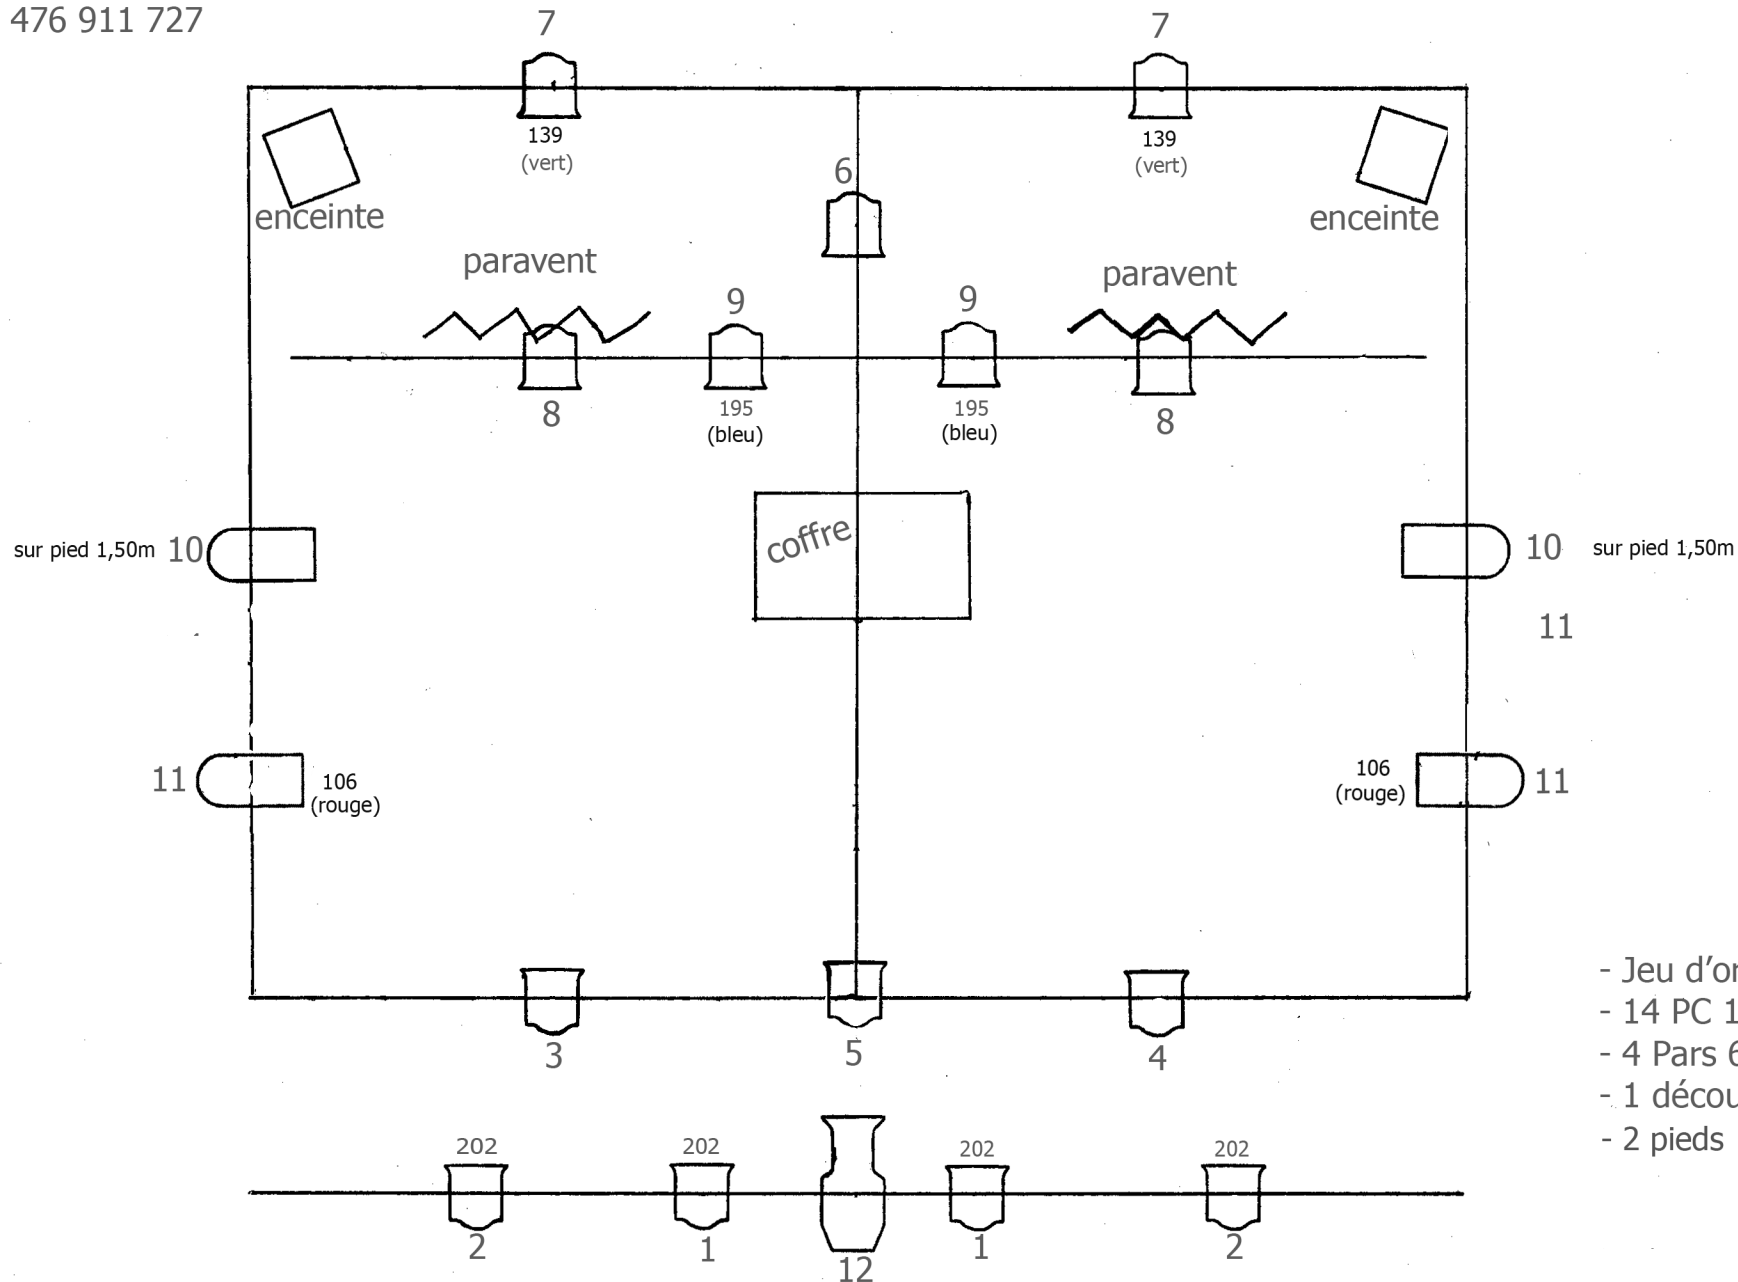 476 911 727
7
7
139
(vert)
139
(vert)
6
enceinte
enceinte
paravent
paravent
9
9
8
195
(bleu)
195
(bleu)
8
coffre
sur pied 1,50m
10
10
sur pied 1,50m
11
11
106
(rouge)
106
(rouge)
11
3
5
4
- Jeu d’or
- 14 PC 1
- 4 Pars 6
- 1 décou
- 2 pieds
202
202
202
202
2
1
12
1
2